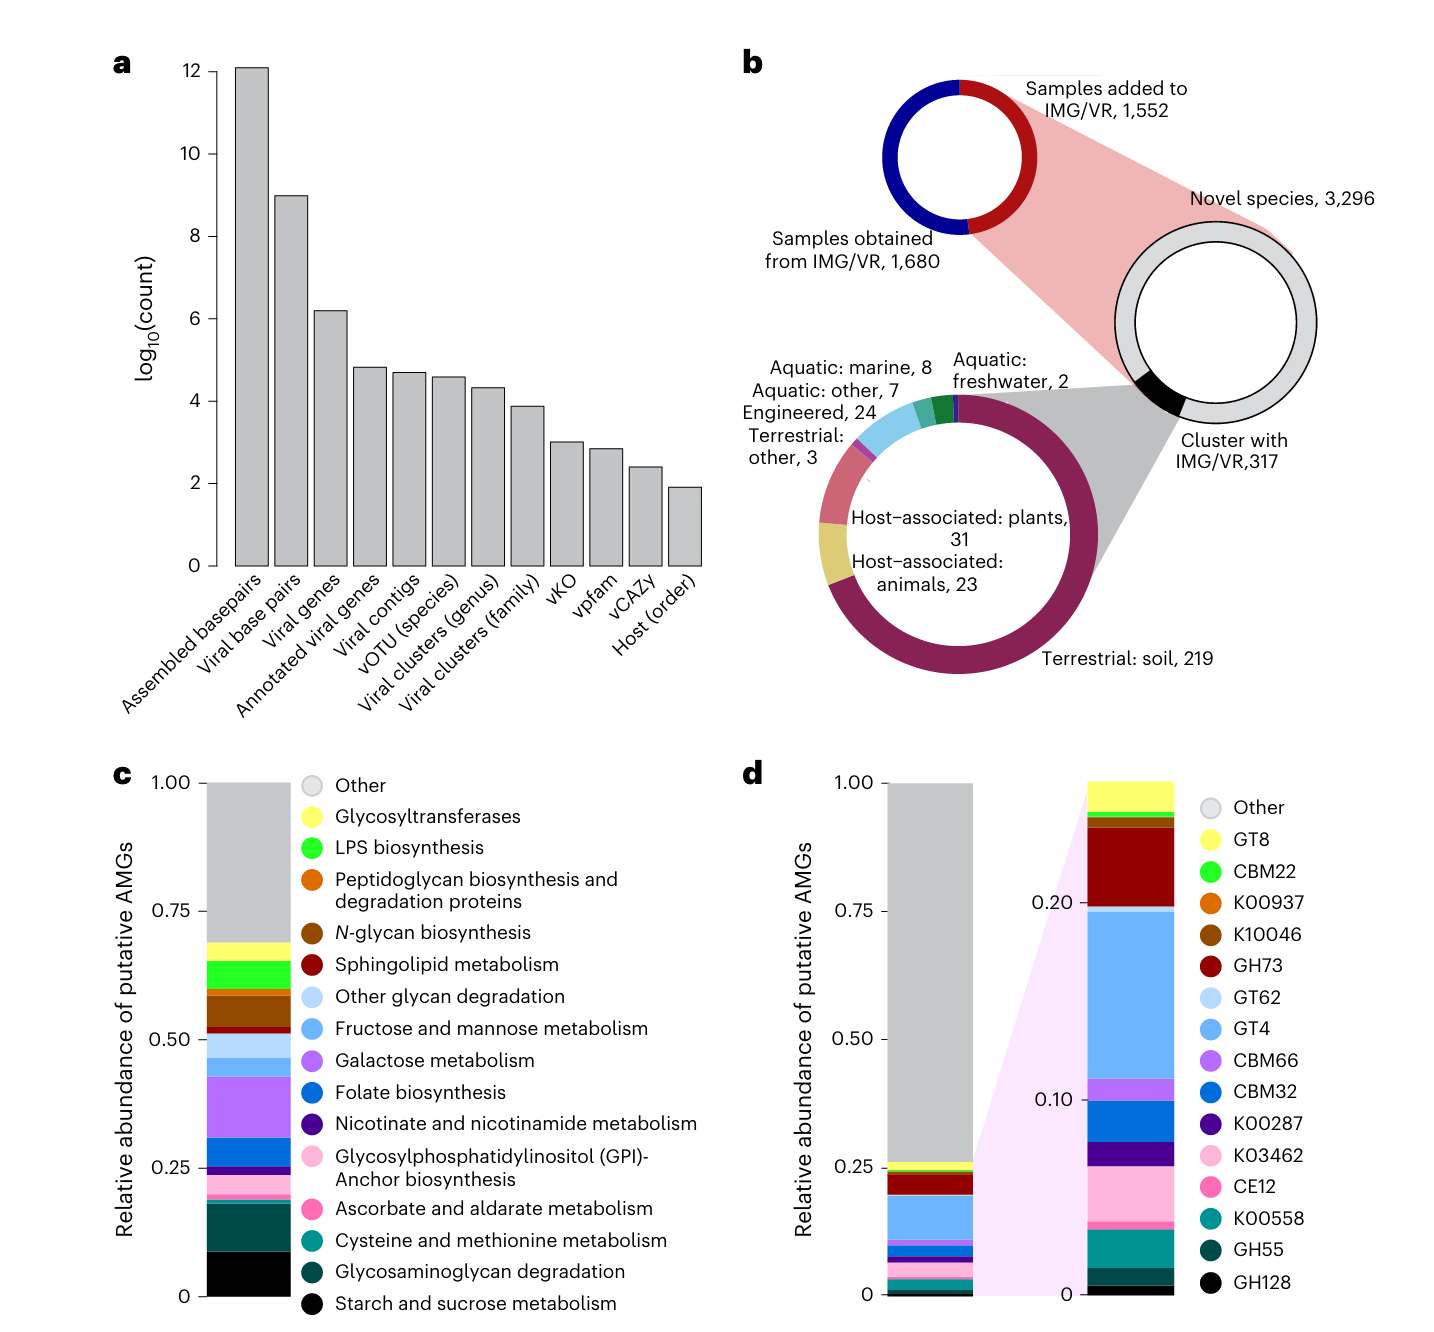 a
12
10
8
6
4
2
0
log10(count)
Assembled basepairs
Viral base pairs
Viral genes
Annotated viral genes
Viral contigs
vOTU (species)
Viral clusters (genus)
Viral clusters (family)
vKO
vpfam
vCAZy
Host (order)
b
Samples added to
IMG/VR, 1,552
Samples obtained
from IMG/VR, 1,680
Novel species, 3,296
Cluster with
IMG/VR,317
Aquatic: marine, 8
Aquatic: other, 7
Engineered, 24
Terrestrial:
other, 3
Aquatic:
freshwater, 2
Host–associated: plants,
31
Host–associated:
animals, 23
Terrestrial: soil, 219
c
1.00
0.75
0.50
0.25
0
Relative abundance of putative AMGs
Other
Glycosyltransferases
LPS biosynthesis
Peptidoglycan biosynthesis and
degradation proteins
N-glycan biosynthesis
Sphingolipid metabolism
Other glycan degradation
Fructose and mannose metabolism
Galactose metabolism
Folate biosynthesis
Nicotinate and nicotinamide metabolism
Glycosylphosphatidylinositol (GPI)-
Anchor biosynthesis
Ascorbate and aldarate metabolism
Cysteine and methionine metabolism
Glycosaminoglycan degradation
Starch and sucrose metabolism
d
1.00
0.75
0.50
0.25
0
Relative abundance of putative AMGs
0.20
0.10
0
Other
GT8
CBM22
K00937
K10046
GH73
GT62
GT4
CBM66
CBM32
K00287
K03462
CE12
K00558
GH55
GH128